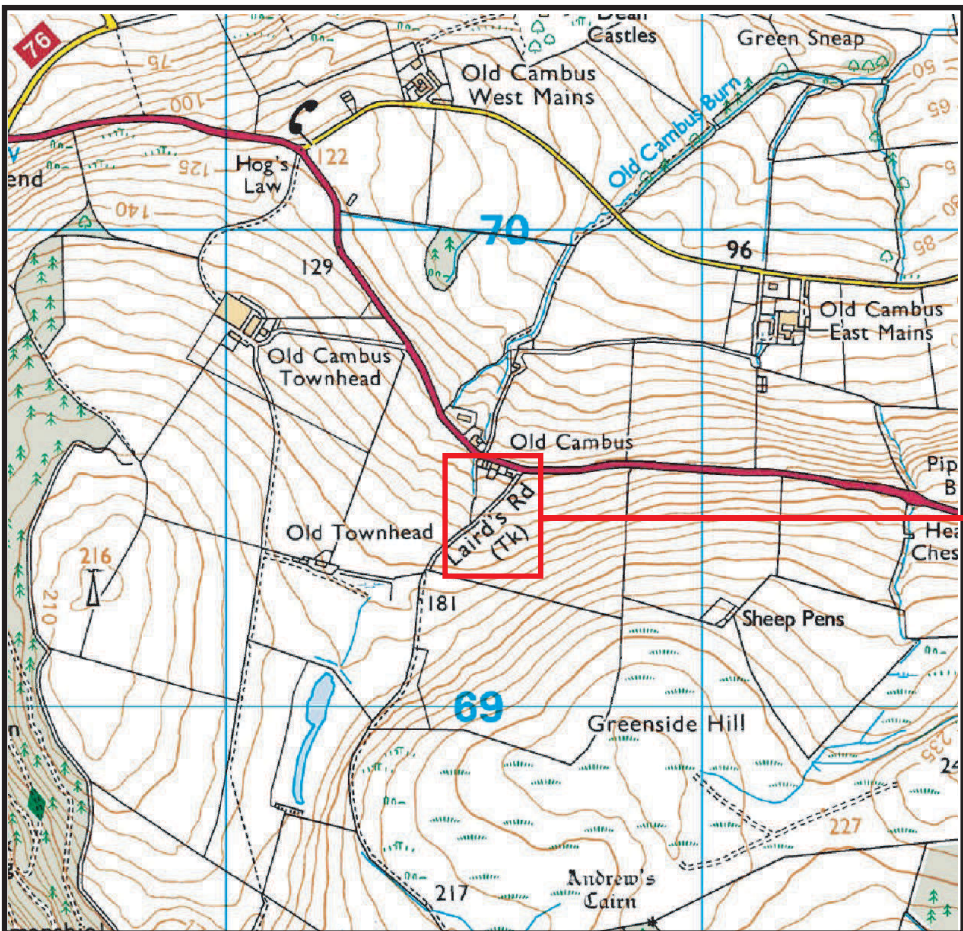 76
Dean
Castles
Green Sneap
75
50
Old Cambus
West Mains
100
65
Old Cambus Burn
122
125
Hog's
Law
end
140
80
70
85
96
129
Old Cambus
East Mains
Old Cambus
Townhead
Old Cambus
Pip
B
Laird's Rd
(Tk)
Old Townhead
Hea
Ches
216
210
181
Sheep Pens
69
Greenside Hill
235
24
n
227
Andrew's
Cairn
217